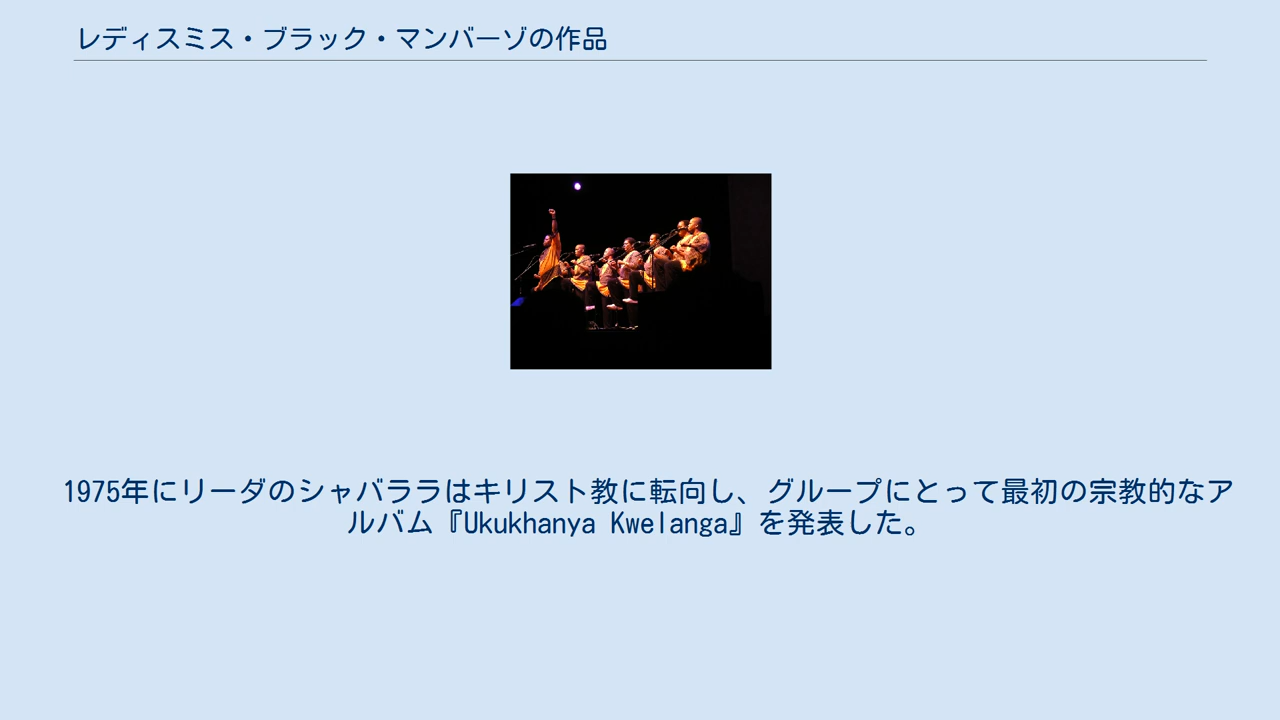 レディスミス・ブラック・マンバーゾの作品
1975年にリーダのシャバララはキリスト教に転向し、グループにとって最初の宗教的なア
ルバム『Ukukhanya Kwelanga』を発表した。